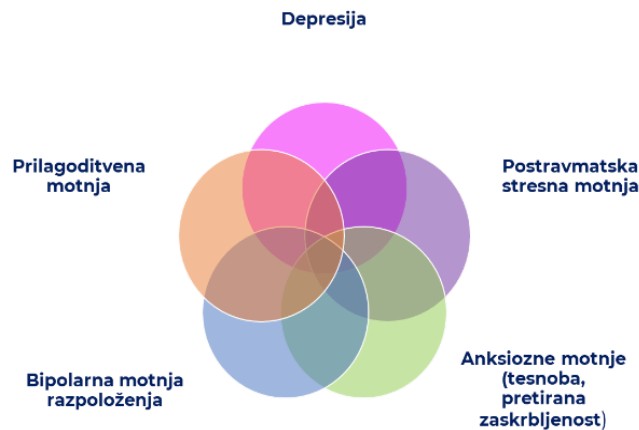 Depresija
Prilagoditvena
motnja
Postravmatska
stresna motnja
Bipolarna motnja
razpoloženja
Anksiozne motnje
(tesnoba,
pretirana
zaskrbljenost)